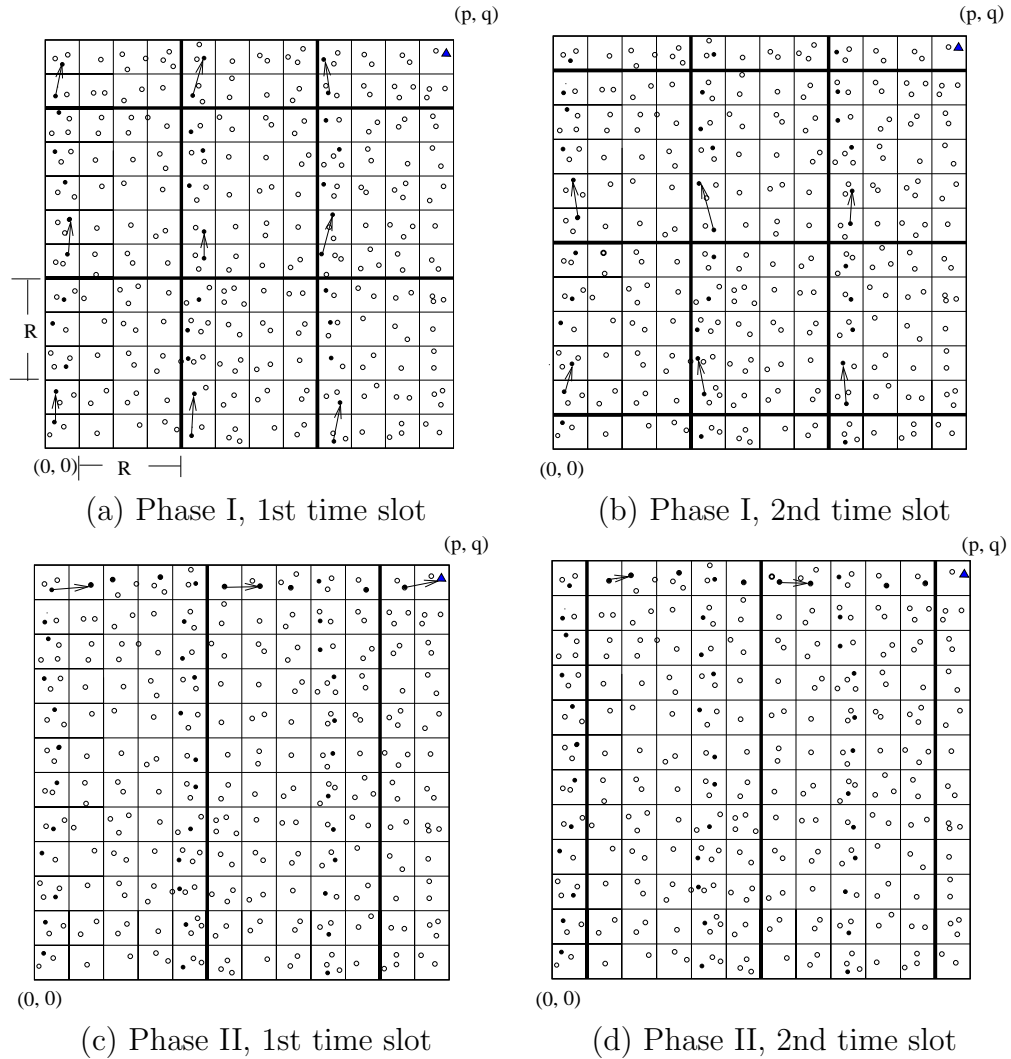 (p, q)
(p, q)
R
(0, 0)
R
(0, 0)
(a) Phase I, 1st time slot
(b) Phase I, 2nd time slot
(p, q)
(p, q)
(0, 0)
(0, 0)
(c) Phase II, 1st time slot
(d) Phase II, 2nd time slot